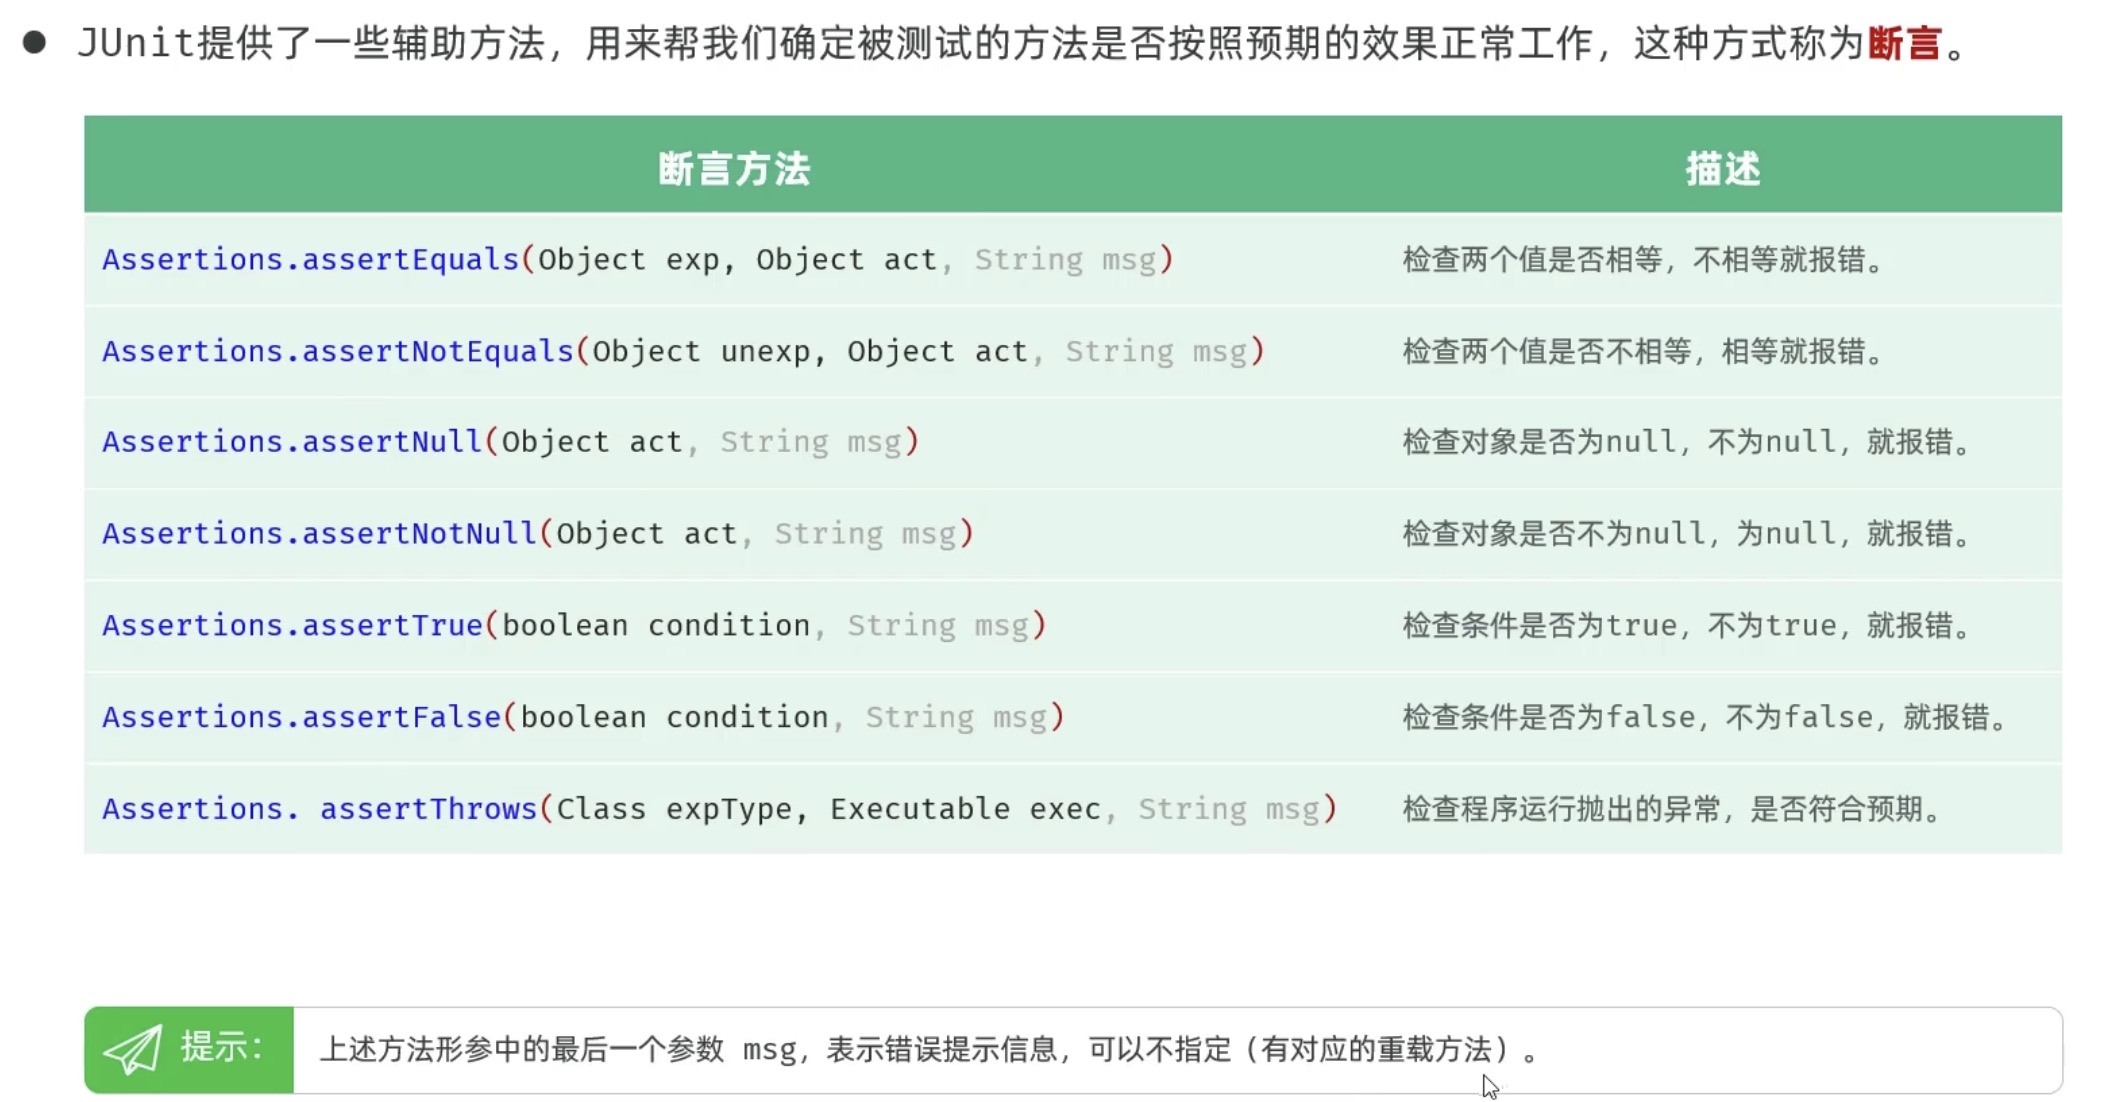 ● JUnit提供了一些辅助方法，用来帮我们确定被测试的方法是否按照预期的效果正常工作，这种方式称为断言。
断言方法 描述
Assertions.assertEquals(Object exp, Object act, String msg) 检查两个值是否相等，不相等就报错。
Assertions.assertNotEquals(Object unexp, Object act, String msg) 检查两个值是否不相等，相等就报错。
Assertions.assertNull(Object act, String msg) 检查对象是否为null，不为null，就报错。
Assertions.assertNotNull(Object act, String msg) 检查对象是否不为null，为null，就报错。
Assertions.assertTrue(boolean condition, String msg) 检查条件是否为true，不为true，就报错。
Assertions.assertFalse(boolean condition, String msg) 检查条件是否为false，不为false，就报错。
Assertions. assertThrows(Class expType, Executable exec, String msg) 检查程序运行抛出的异常，是否符合预期。
提示： 上述方法形参中的最后一个参数 msg，表示错误提示信息，可以不指定（有对应的重载方法）。